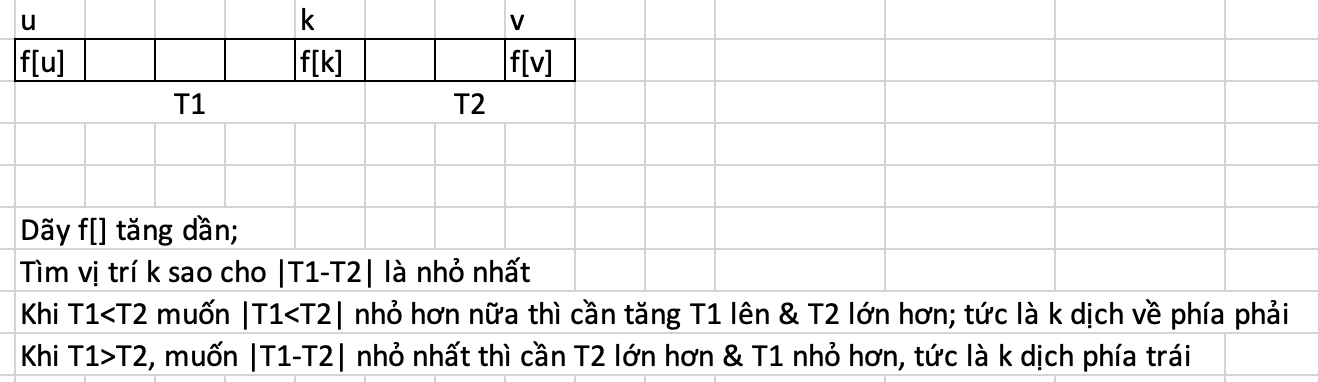 u k v
f[u] f[k] f[v]
T1 T2
Dãy f[] tăng dần;
Tìm vị trí k sao cho |T1-T2| là nhỏ nhất
Khi T1<T2 muốn |T1<T2| nhỏ hơn nữa thì cần tăng T1 lên & T2 lớn hơn; tức là k dịch về phía phải
Khi T1>T2, muốn |T1-T2| nhỏ nhất thì cần T2 lớn hơn & T1 nhỏ hơn, tức là k dịch phía trái